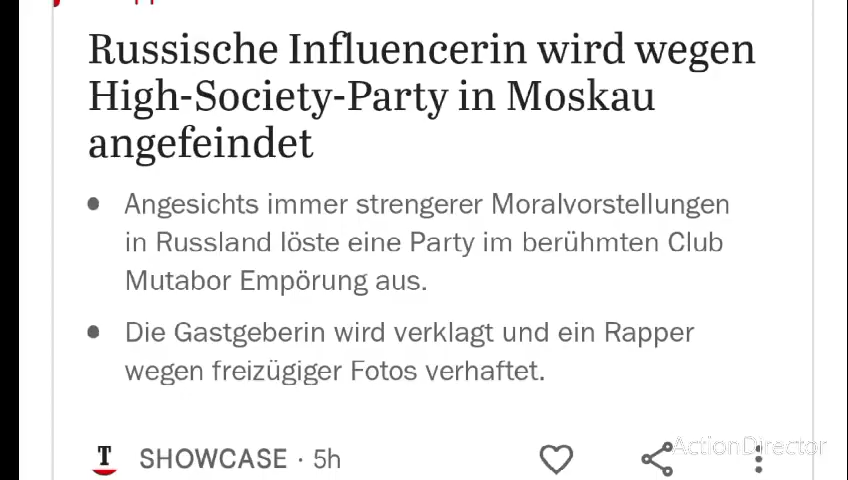 Russische Influencerin wird wegen
High-Society-Party in Moskau
angefeindet
• Angesichts immer strengerer Moralvorstellungen
in Russland löste eine Party im berühmten Club
Mutabor Empörung aus.
• Die Gastgeberin wird verklagt und ein Rapper
wegen freizügiger Fotos verhaftet.
T SHOWCASE · 5h
ActionDirector